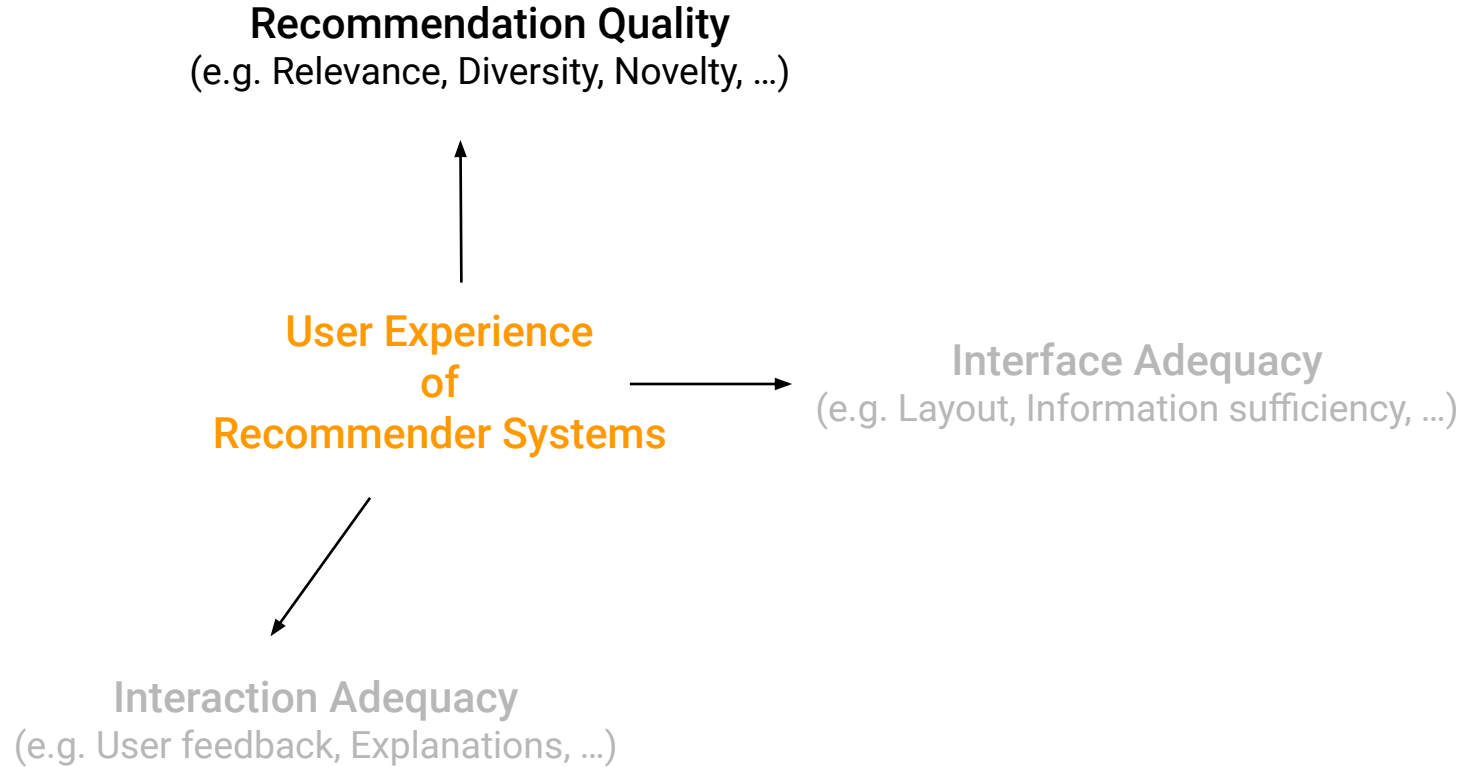 Recommendation Quality
(e.g. Relevance, Diversity, Novelty, …)
User Experience
of
Recommender Systems
Interface Adequacy
(e.g. Layout, Information sufficiency, …)
Interaction Adequacy
(e.g. User feedback, Explanations, …)